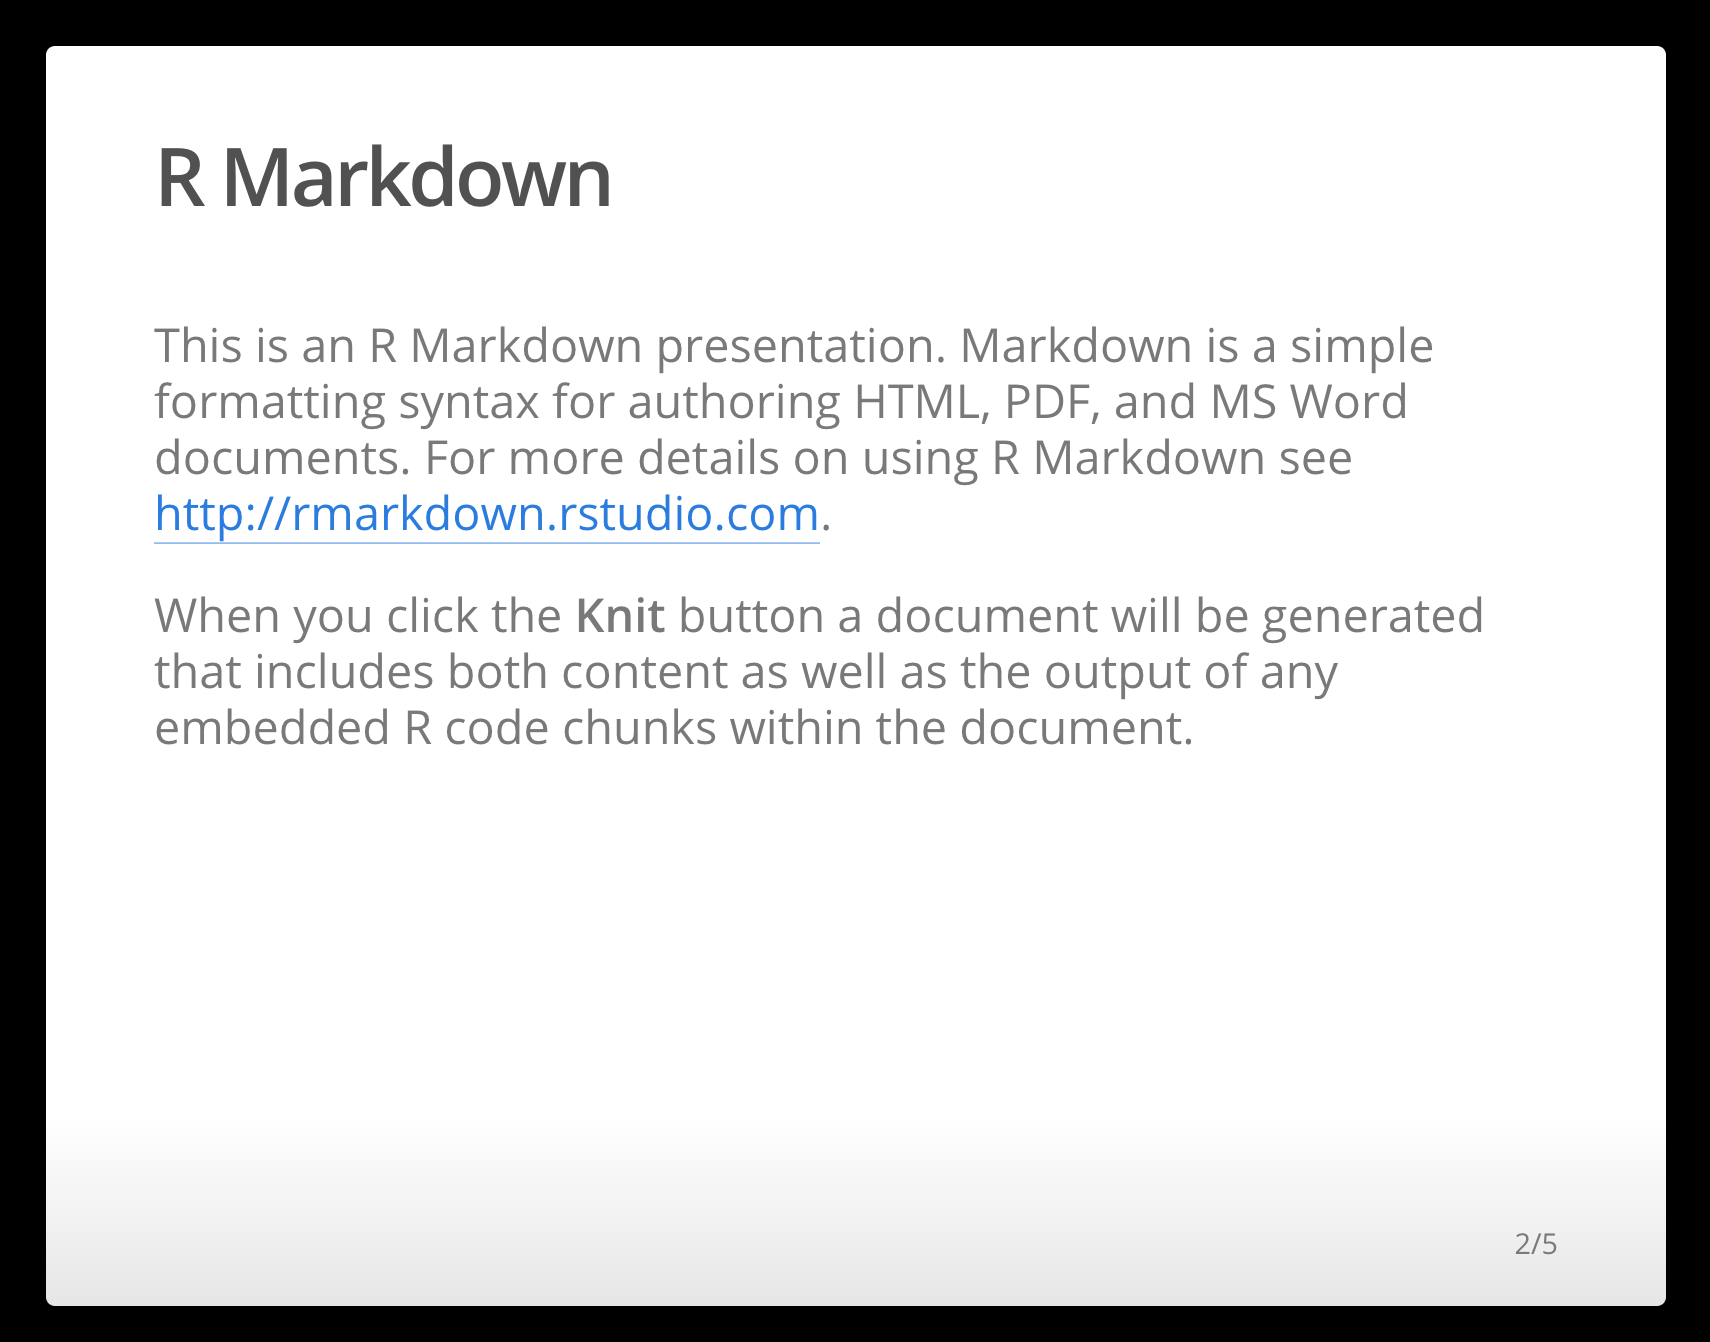 R Markdown
This is an R Markdown presentation. Markdown is a simple
formatting syntax for authoring HTML, PDF, and MS Word
documents. For more details on using R Markdown see
http://rmarkdown.rstudio.com.
When you click the Knit button a document will be generated
that includes both content as well as the output of any
embedded R code chunks within the document.
2/5